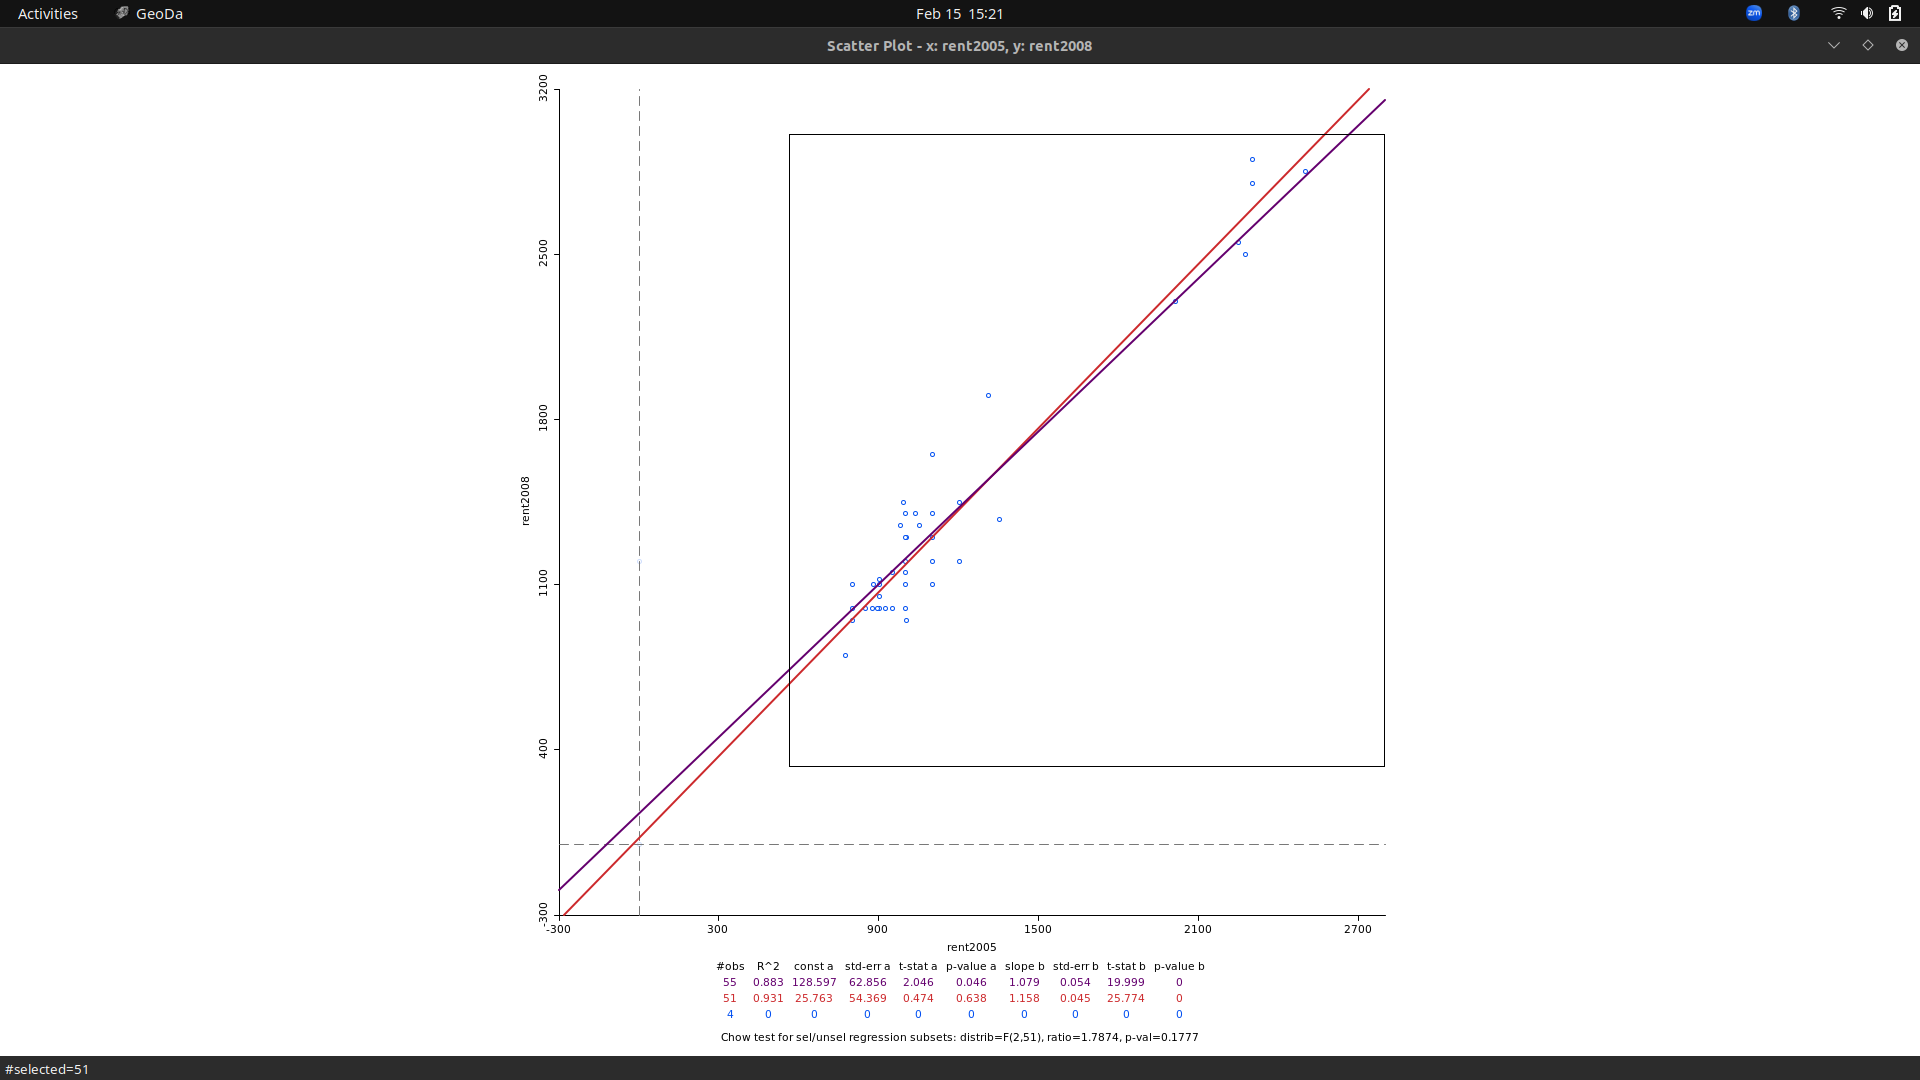 Activities GeoDa Feb 15 15:21 zm
Scatter Plot - x: rent2005, y: rent2008
3200
2500
1800
1100
400
-300
rent2008
-300 300 900 1500 2100 2700
rent2005
#obs R^2 const a std-err a t-stat a p-value a slope b std-err b t-stat b p-value b
55 0.883 128.597 62.856 2.046 0.046 1.079 0.054 19.999 0
51 0.931 25.763 54.369 0.474 0.638 1.158 0.045 25.774 0
4 0 0 0 0 0 0 0 0 0
Chow test for sel/unsel regression subsets: distrib=F(2,51), ratio=1.7874, p-val=0.1777
#selected=51